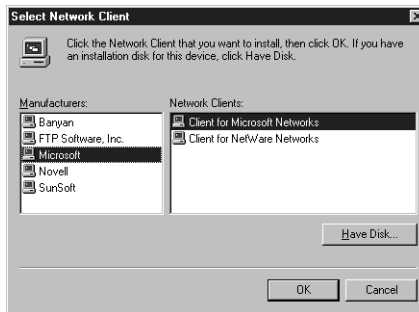 Select Network Client
Click the Network Client that you want to install, then click OK. If you have
an installation disk for this device, click Have Disk.
Manufacturers:
Banyan
FTP Software, Inc.
Microsoft
Novell
SunSoft
Network Clients:
Client for Microsoft Networks
Client for NetWare Networks
Have Disk...
OK
Cancel